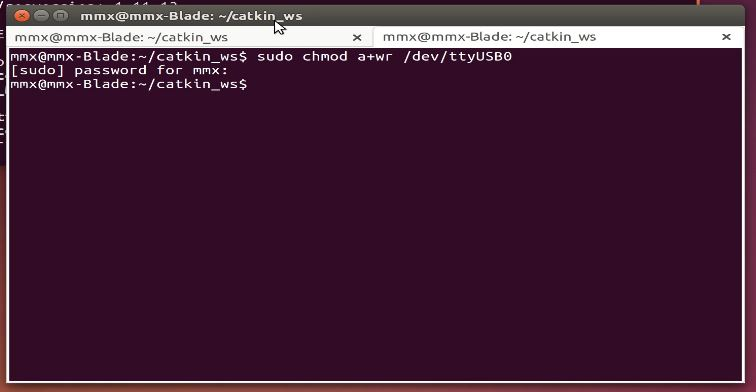 mmx@mmx-Blade: ~/catkin_ws
mmx@mmx-Blade: ~/catkin_ws × mmx@mmx-Blade: ~/catkin_ws ×
mmx@mmx-Blade:~/catkin_ws$ sudo chmod a+wr /dev/ttyUSB0
[sudo] password for mmx:
mmx@mmx-Blade:~/catkin_ws$